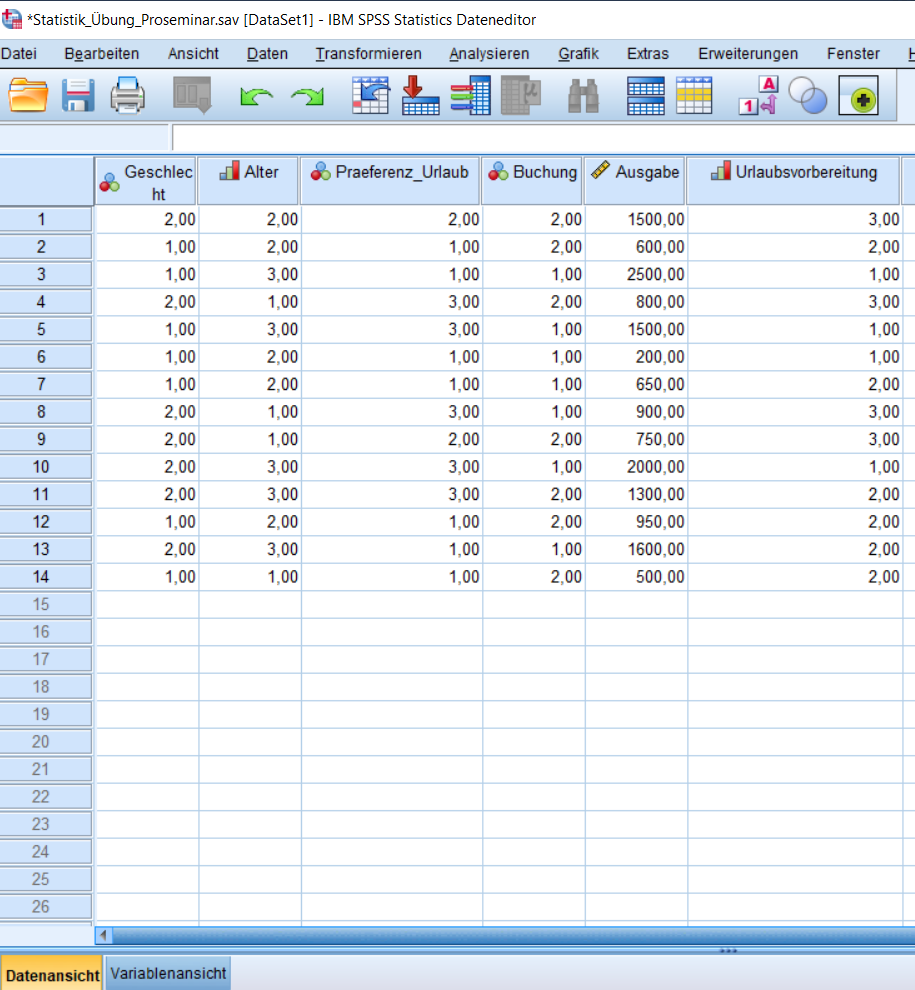 *Statistik_Übung_Proseminar.sav [DataSet1] - IBM SPSS Statistics Dateneditor
Datei Bearbeiten Ansicht Daten Transformieren Analysieren Grafik Extras Erweiterungen Fenster H
Geschlecht Alter Praeferenz_Urlaub Buchung Ausgabe Urlaubsvorbereitung
1 2,00 2,00 2,00 2,00 1500,00 3,00
2 1,00 2,00 1,00 2,00 600,00 2,00
3 1,00 3,00 1,00 1,00 2500,00 1,00
4 2,00 1,00 3,00 2,00 800,00 3,00
5 1,00 3,00 3,00 1,00 1500,00 1,00
6 1,00 2,00 1,00 1,00 200,00 1,00
7 1,00 2,00 1,00 1,00 650,00 2,00
8 2,00 1,00 3,00 1,00 900,00 3,00
9 2,00 1,00 2,00 2,00 750,00 3,00
10 2,00 3,00 3,00 1,00 2000,00 1,00
11 2,00 3,00 3,00 2,00 1300,00 2,00
12 1,00 2,00 1,00 2,00 950,00 2,00
13 2,00 3,00 1,00 1,00 1600,00 2,00
14 1,00 1,00 1,00 2,00 500,00 2,00
15
16
17
18
19
20
21
22
23
24
25
26
Datenansicht Variablenansicht